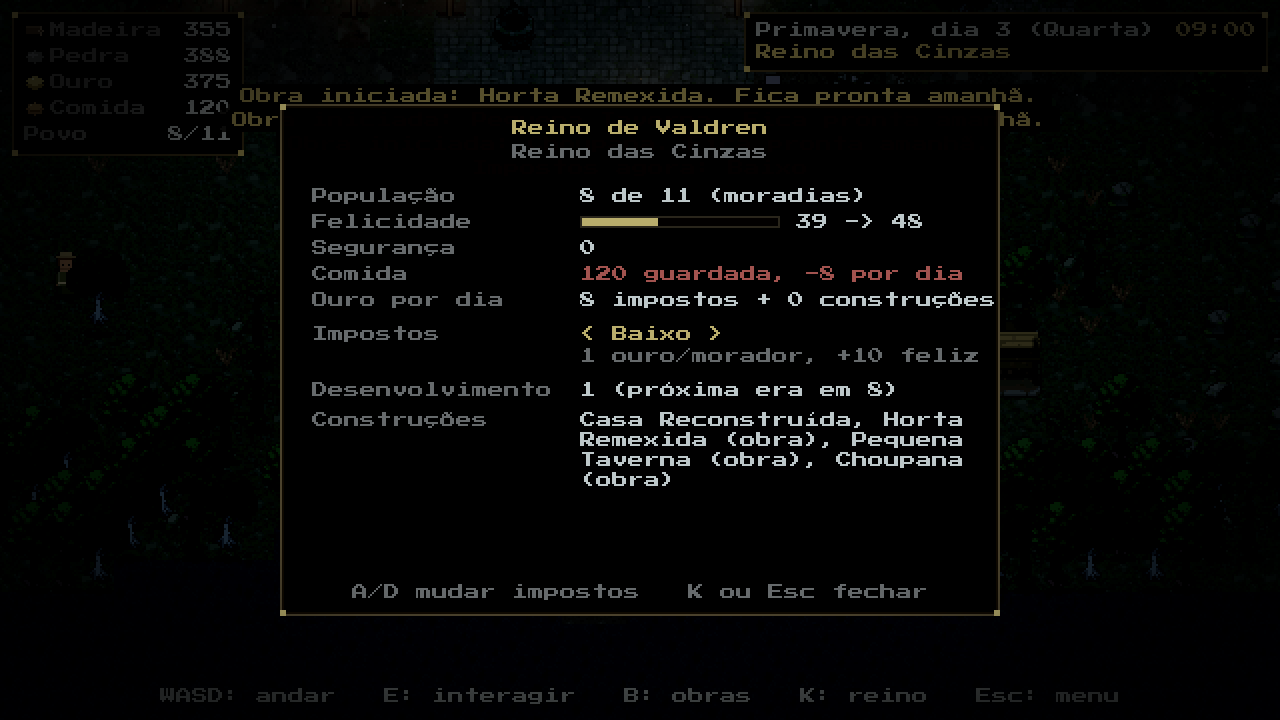 Madeira 355
Pedra 388
Ouro 375
Comida 120
Povo 8/11
Primavera, dia 3 (Quarta) 09:00
Reino das Cinzas
Obra iniciada: Horta Remexida. Fica pronta amanhã.
Reino de Valdren
Reino das Cinzas
População 8 de 11 (moradias)
Felicidade 39 -> 48
Segurança 0
Comida 120 guardada, -8 por dia
Ouro por dia 8 impostos + 0 construções
Impostos < Baixo >
1 ouro/morador, +10 feliz
Desenvolvimento 1 (próxima era em 8)
Construções Casa Reconstruída, Horta
Remexida (obra), Pequena
Taverna (obra), Choupana
(obra)
A/D mudar impostos K ou Esc fechar
WASD: andar E: interagir B: obras K: reino Esc: menu